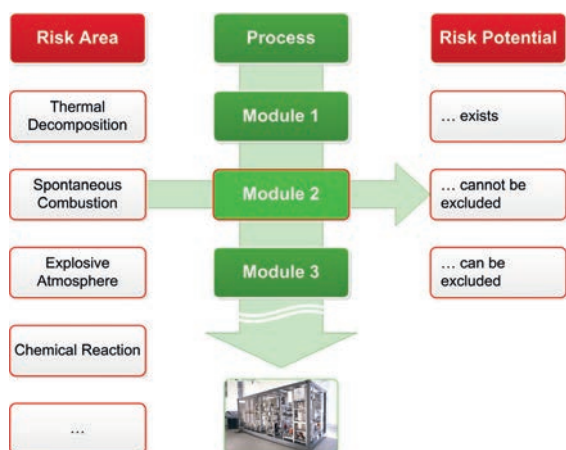 Risk Area
Process
Risk Potential
Thermal
Decomposition
Module 1
... exists
Spontaneous
Combustion
Module 2
... cannot be
excluded
Explosive
Atmosphere
Module 3
... can be
excluded
Chemical Reaction
...